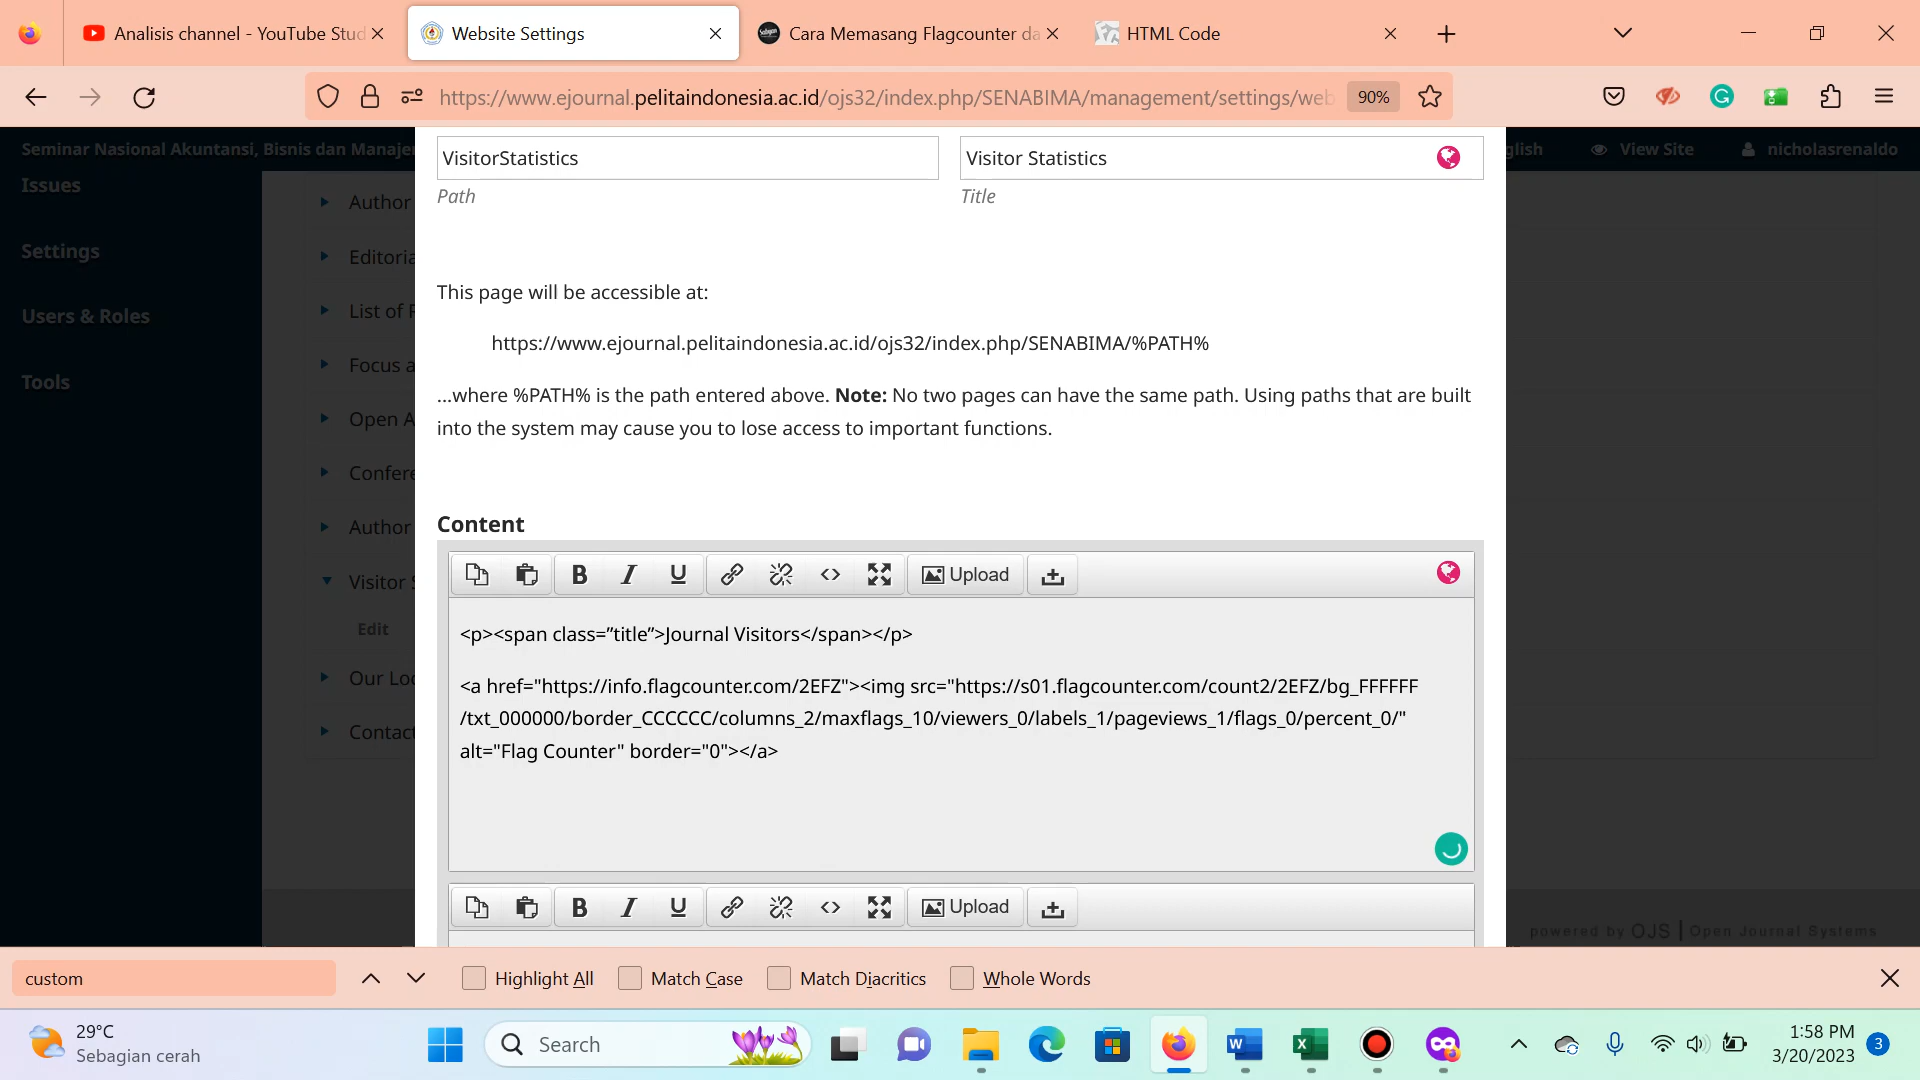 Analisis channel - YouTube Stud
Website Settings
Cara Memasang Flagcounter da
HTML Code
https://www.ejournal.pelitaindonesia.ac.id/ojs32/index.php/SENABIMA/management/settings/web
90%
Seminar Nasional Akuntansi, Bisnis dan Manajer
glish
View Site
nicholasrenaldo
Issues
Settings
Users & Roles
Tools
Author
Editoria
List of R
Focus a
Open A
Confere
Author
Visitor S
Edit
Our Loc
Contact
VisitorStatistics
Visitor Statistics
Path
Title
This page will be accessible at:
https://www.ejournal.pelitaindonesia.ac.id/ojs32/index.php/SENABIMA/%PATH%
...where %PATH% is the path entered above. Note: No two pages can have the same path. Using paths that are built
into the system may cause you to lose access to important functions.
Content
B I U <> Upload
<p><span class=”title”>Journal Visitors</span></p>
<a href="https://info.flagcounter.com/2EFZ"><img src="https://s01.flagcounter.com/count2/2EFZ/bg_FFFFFF
/txt_000000/border_CCCCCC/columns_2/maxflags_10/viewers_0/labels_1/pageviews_1/flags_0/percent_0/"
alt="Flag Counter" border="0"></a>
B I U <> Upload
powered by OJS | Open Journal Systems
custom
Highlight All
Match Case
Match Diacritics
Whole Words
29°C
Sebagian cerah
Search
1:58 PM
3/20/2023
3